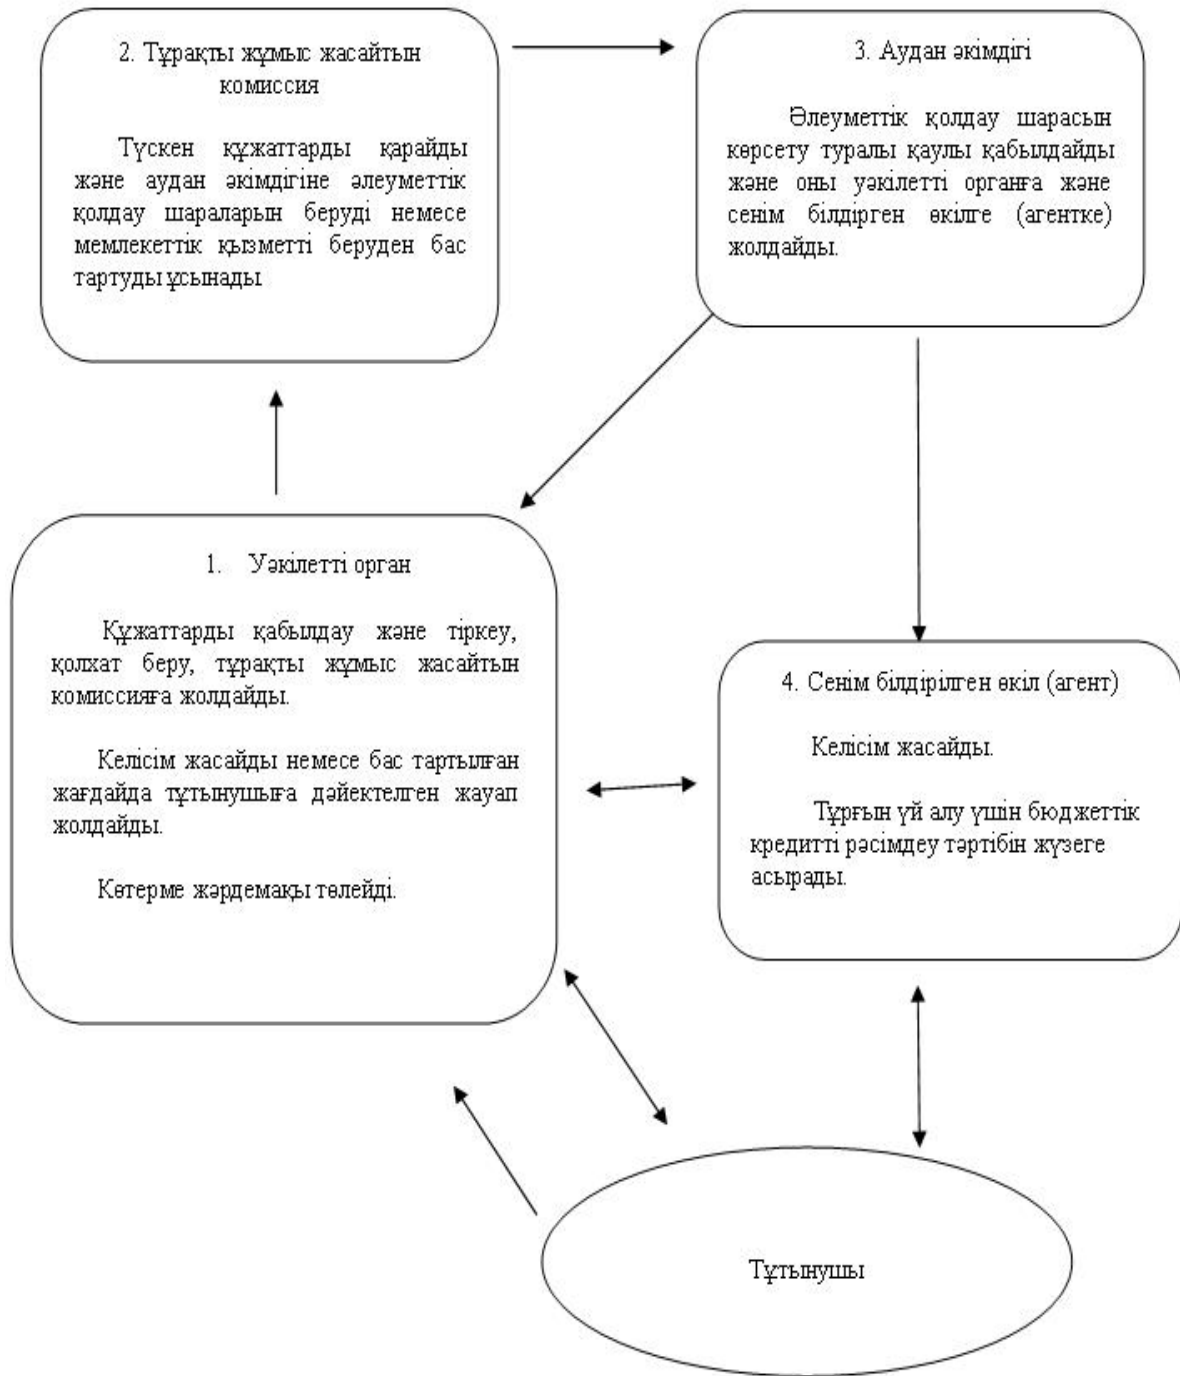 2. Тұрақты жұмыс жасайтын
комиссия
Түскен құжаттарды қарайды
және аудан әкімдігіне әлеуметтік
қолдау шараларын беруді немесе
мемлекеттік қызметті беруден бас
тартуды ұсынады
3. Аудан әкімдігі
Әлеуметтік қолдау шарасын
көрсету туралы қаулы қабылдайды
және оны уәкілетті органға және
сенім білдірген өкілге (агентке)
жолдайды.
1. Уәкілетті орган
Құжаттарды қабылдау және тіркеу,
қолхат беру, тұрақты жұмыс жасайтын
комиссияға жолдайды.
Келісім жасайды немесе бас тартылған
жағдайда тұтынушыға дәйектелген жауап
жолдайды.
Көтерме жәрдемақы төлейді.
4. Сенім білдірілген өкіл (агент)
Келісім жасайды.
Тұрғын үй алу үшін бюджеттік
кредитті рәсімдеу тәртібін жүзеге
асырады.
Тұтынушы